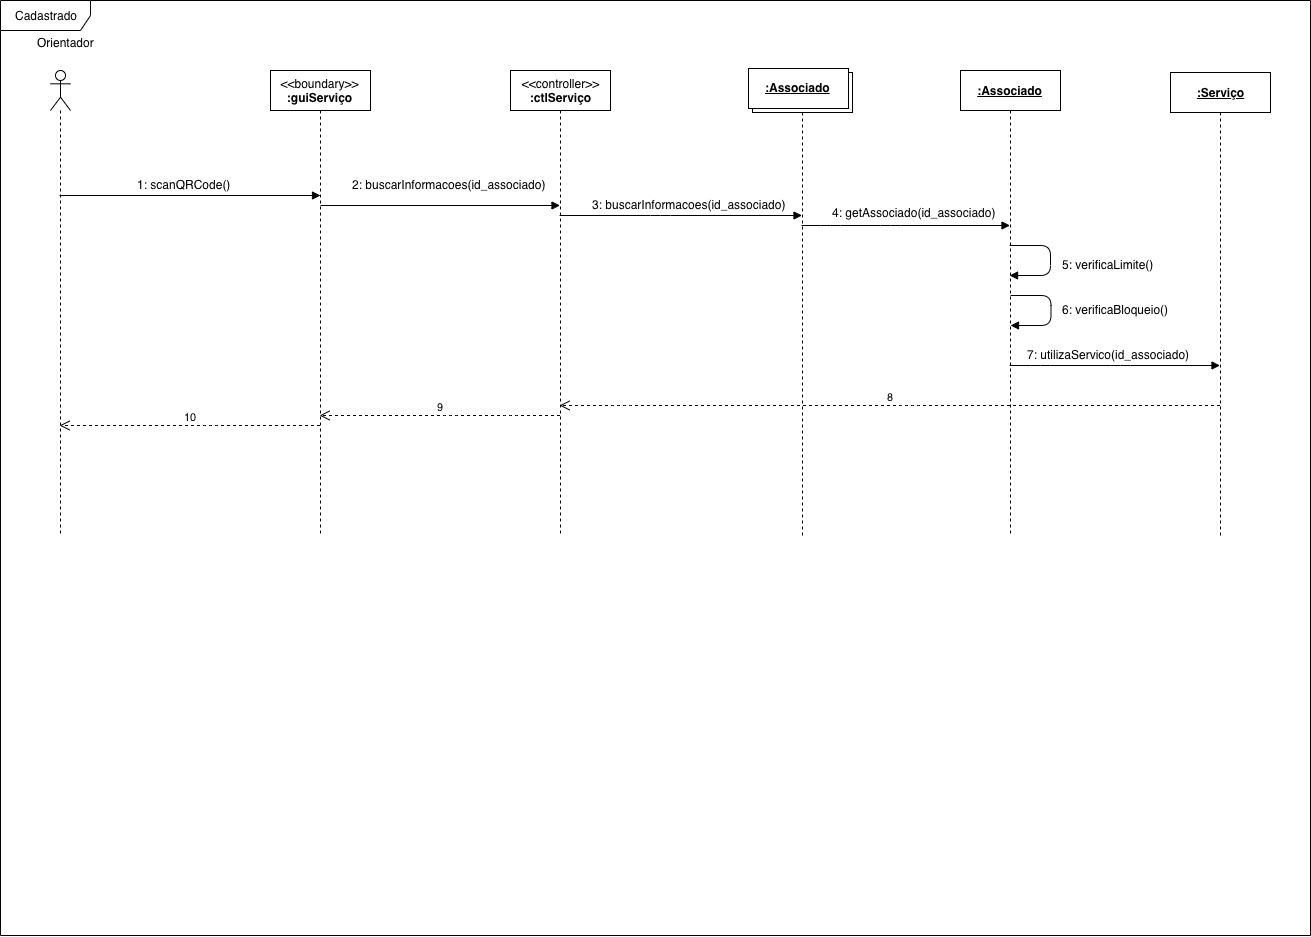 Cadastrado
Orientador
<<boundary>>
:guiServiço
<<controller>>
:ctlServiço
:Associado
:Associado
:Serviço
1: scanQRCode()
2: buscarInformacoes(id_associado)
3: buscarInformacoes(id_associado)
4: getAssociado(id_associado)
5: verificaLimite()
6: verificaBloqueio()
7: utilizaServico(id_associado)
8
9
10